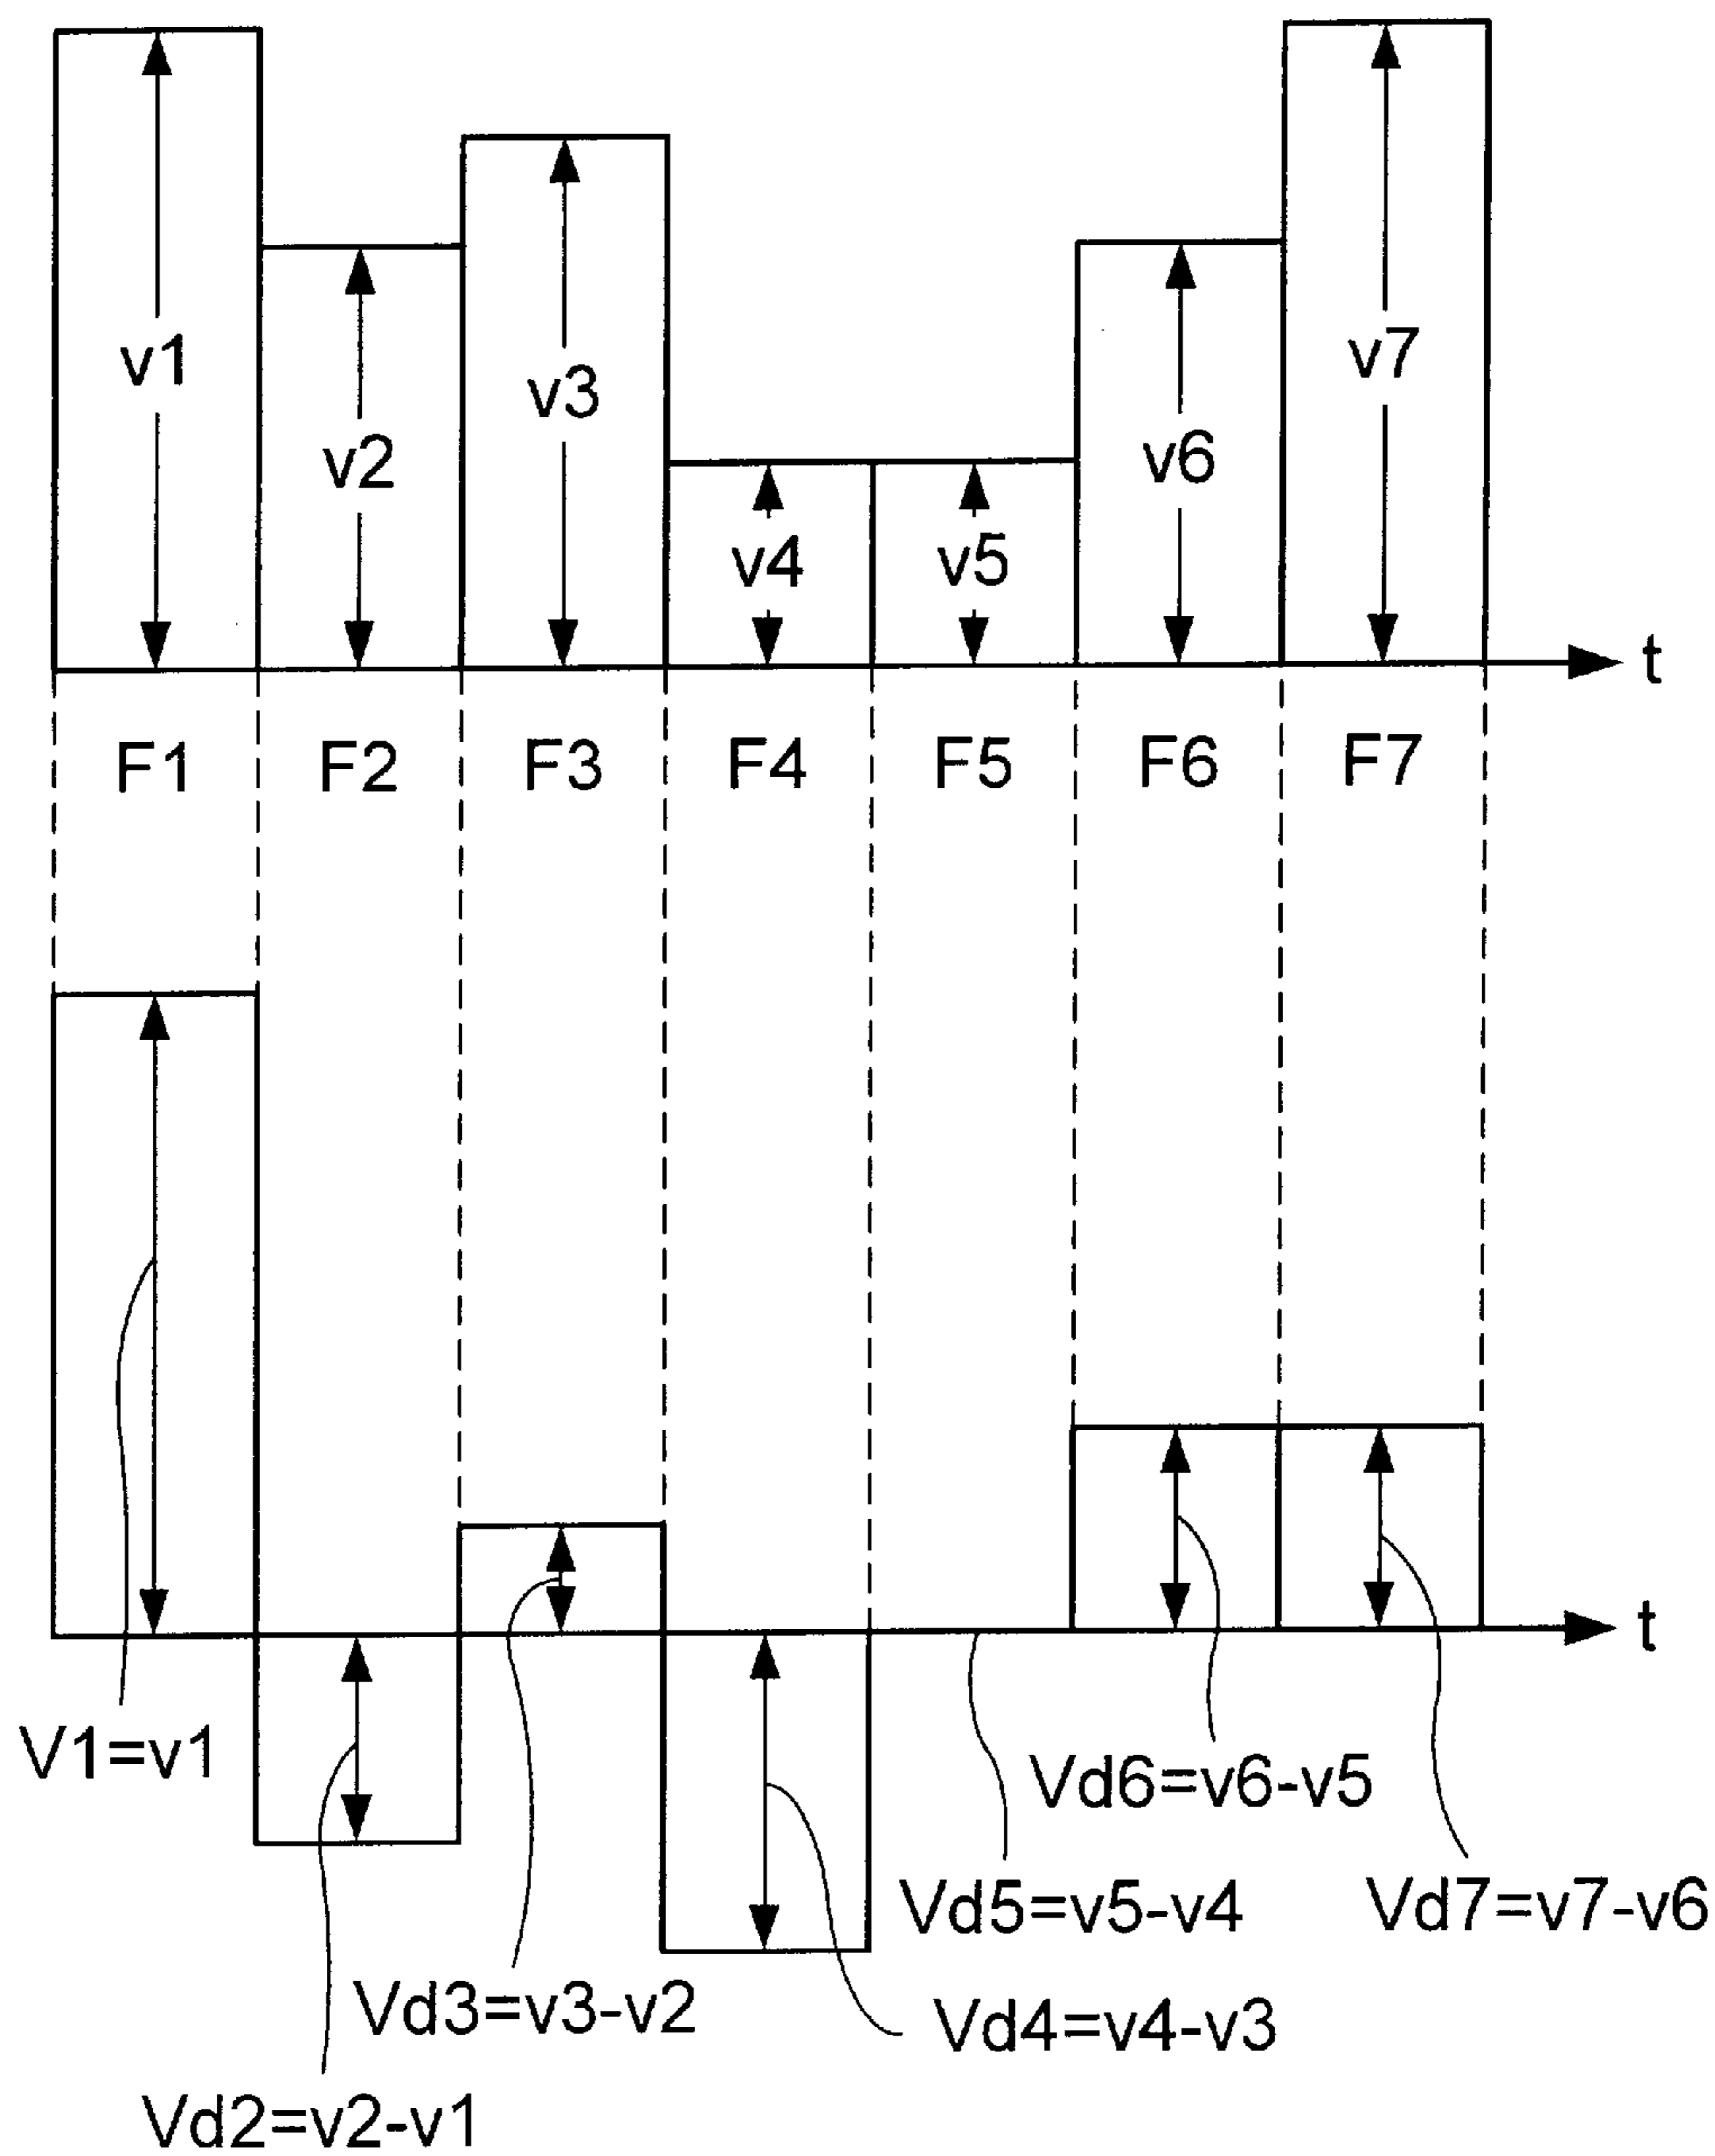 v1
v2
v3
v4
v5
v6
v7
t
F1 F2 F3 F4 F5 F6 F7
t
V1=v1
Vd6=v6-v5
Vd5=v5-v4
Vd7=v7-v6
Vd3=v3-v2
Vd4=v4-v3
Vd2=v2-v1